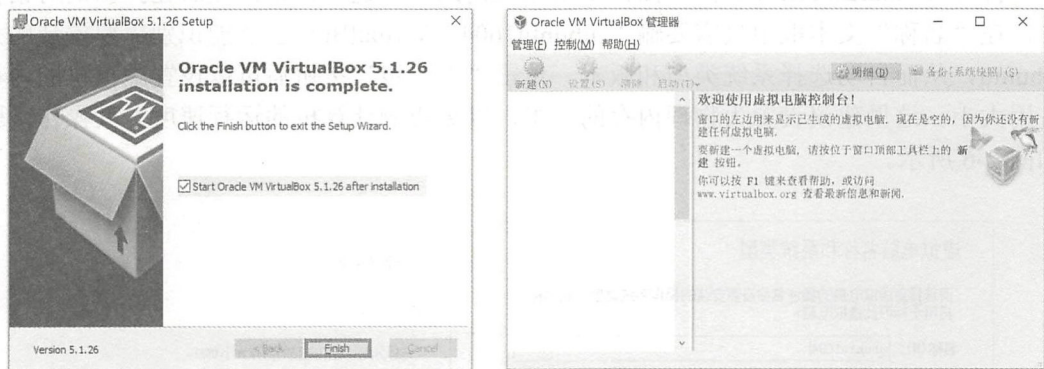 Oracle VM VirtualBox 5.1.26 Setup
Oracle VM VirtualBox 5.1.26
installation is complete.
Click the Finish button to exit the Setup Wizard.
Start Oracle VM VirtualBox 5.1.26 after installation
Version 5.1.26
< Back
Finish
Cancel
Oracle VM VirtualBox 管理器
管理(F) 控制(M) 帮助(H)
新建(N) 设置(S) 清除 启动(T)
明细(D) 备份[系统快照](S)
欢迎使用虚拟电脑控制台!
窗口的左边用来显示已生成的虚拟电脑. 现在是空的, 因为你还没有新
建任何虚拟电脑.
要新建一个虚拟电脑, 请按位于窗口顶部工具栏上的 新
建 按钮。
你可以按 F1 键来查看帮助, 或访问
www.virtualbox.org 查看最新信息和新闻.